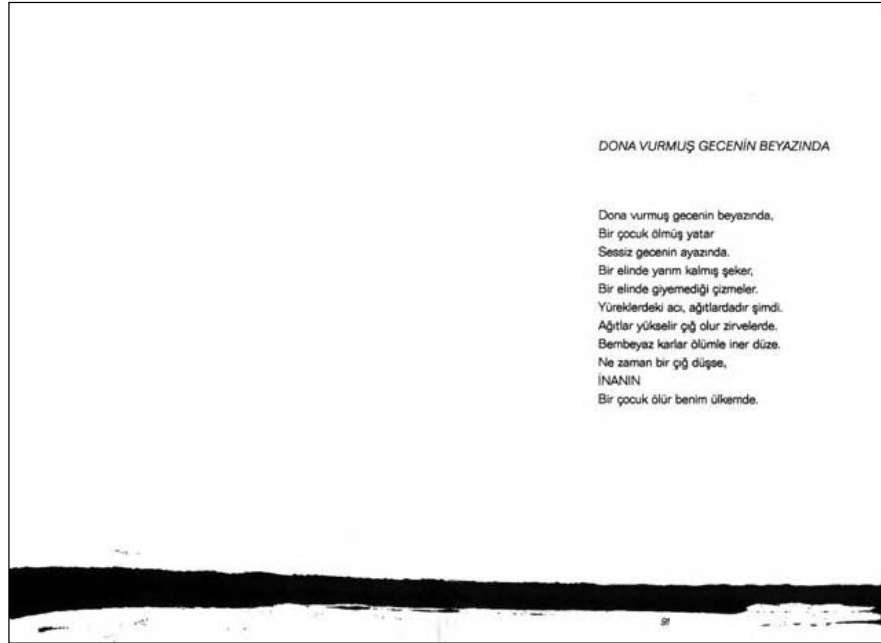 DONA VURMUŞ GECENİN BEYAZINDA
Dona vurmuş gecenin beyazında,
Bir çocuk ölmüş yatar
Sessiz gecenin ayazında.
Bir elinde yarım kalmış şeker,
Bir elinde giyemediği çizmeler.
Yüreklerdeki acı, ağıtlardadır şimdi.
Ağıtlar yükselir çığ olur zirvelerde.
Bembeyaz karlar ölümle iner düze.
Ne zaman bir çığ düşse,
İNANIN
Bir çocuk ölür benim ülkemde.
91